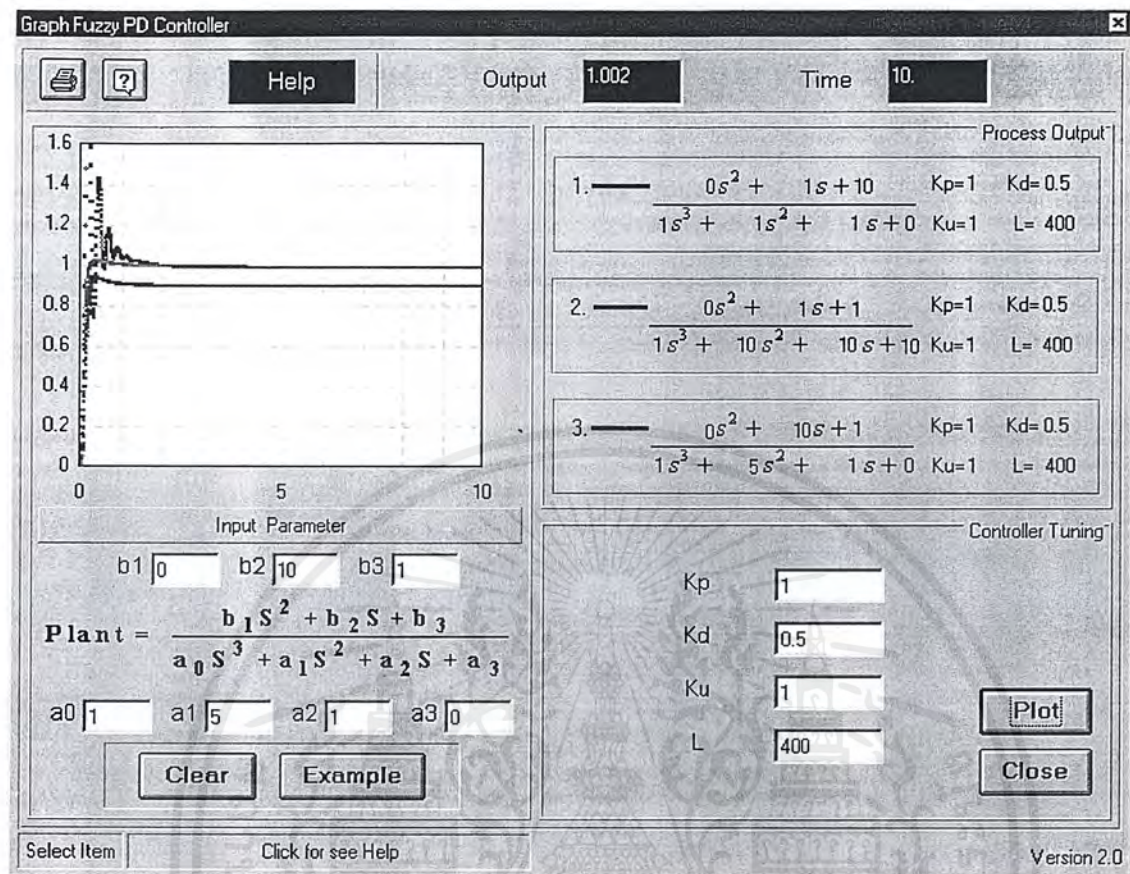 Graph Fuzzy PD Controller
Help
Output 1.002
Time 10.
1.6
1.4
1.2
1
0.8
0.6
0.4
0.2
0
0 5 10
Process Output
1. 0s² + 1s + 10 Kp=1 Kd= 0.5
1s³ + 1s² + 1s + 0 Ku=1 L= 400
2. 0s² + 1s + 1 Kp=1 Kd=0.5
1s³ + 10s² + 10s + 10 Ku=1 L= 400
3. 0s² + 10s + 1 Kp=1 Kd= 0.5
1s³ + 5s² + 1s + 0 Ku=1 L= 400
Input Parameter
b1 0 b2 10 b3 1
Plant = b₁S² + b₂S + b₃
a₀S³ + a₁S² + a₂S + a₃
a0 1 a1 5 a2 1 a3 0
Clear Example
Controller Tuning
Kp 1
Kd 0.5
Ku 1
L 400
Plot
Close
Select Item Click for see Help
Version 2.0